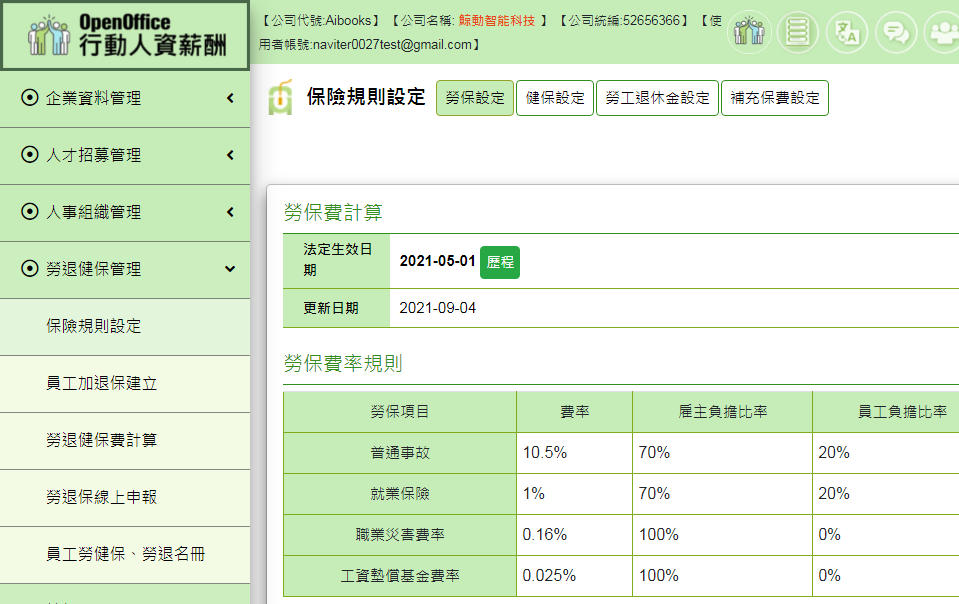 OpenOffice
行動人資薪酬
【公司代號:Aibooks】 【公司名稱: 鯨動智能科技 】 【公司統編:52656366】 【使
用者帳號:naviter0027test@gmail.com】
企業資料管理
人才招募管理
人事組織管理
勞退健保管理
保險規則設定
員工加退保建立
勞退健保費計算
勞退保線上申報
員工勞健保、勞退名冊
保險規則設定 勞保設定 健保設定 勞工退休金設定 補充保費設定
勞保費計算
法定生效日
期
2021-05-01 歷程
更新日期 2021-09-04
勞保費率規則
勞保項目 費率 雇主負擔比率 員工負擔比率
普通事故 10.5% 70% 20%
就業保險 1% 70% 20%
職業災害費率 0.16% 100% 0%
工資墊償基金費率 0.025% 100% 0%